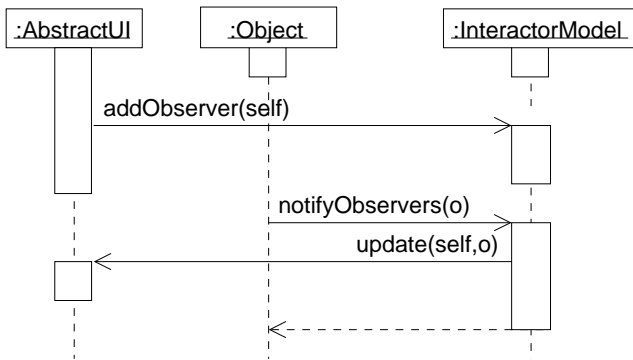 :AbstractUI
:Object
:InteractorModel
addObserver(self)
notifyObservers(o)
update(self,o)